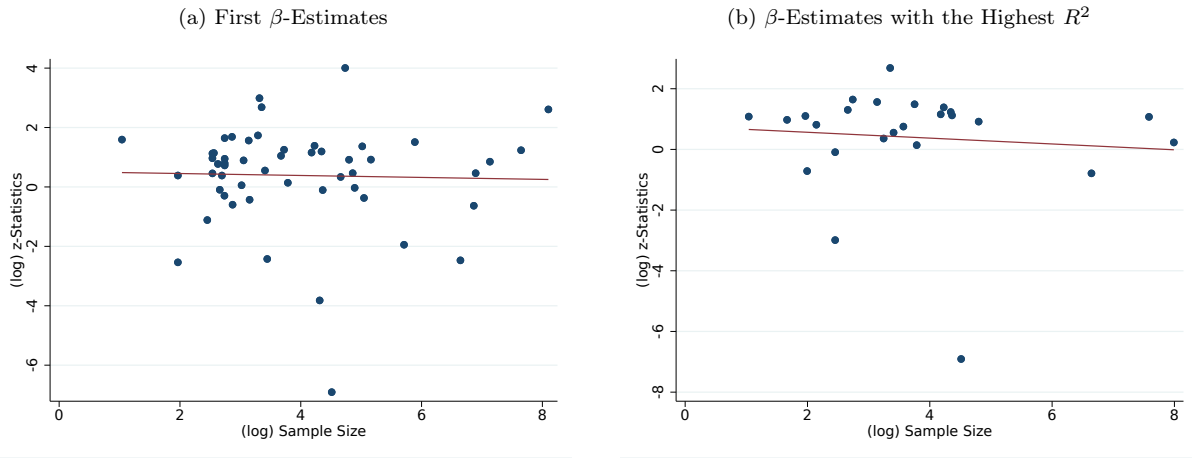 (a) First β-Estimates
4
2
0
-2
-4
-6
(log) z-Statistics
0 2 4 6 8
(log) Sample Size
(b) β-Estimates with the Highest R²
2
0
-2
-4
-6
-8
(log) z-Statistics
0 2 4 6 8
(log) Sample Size